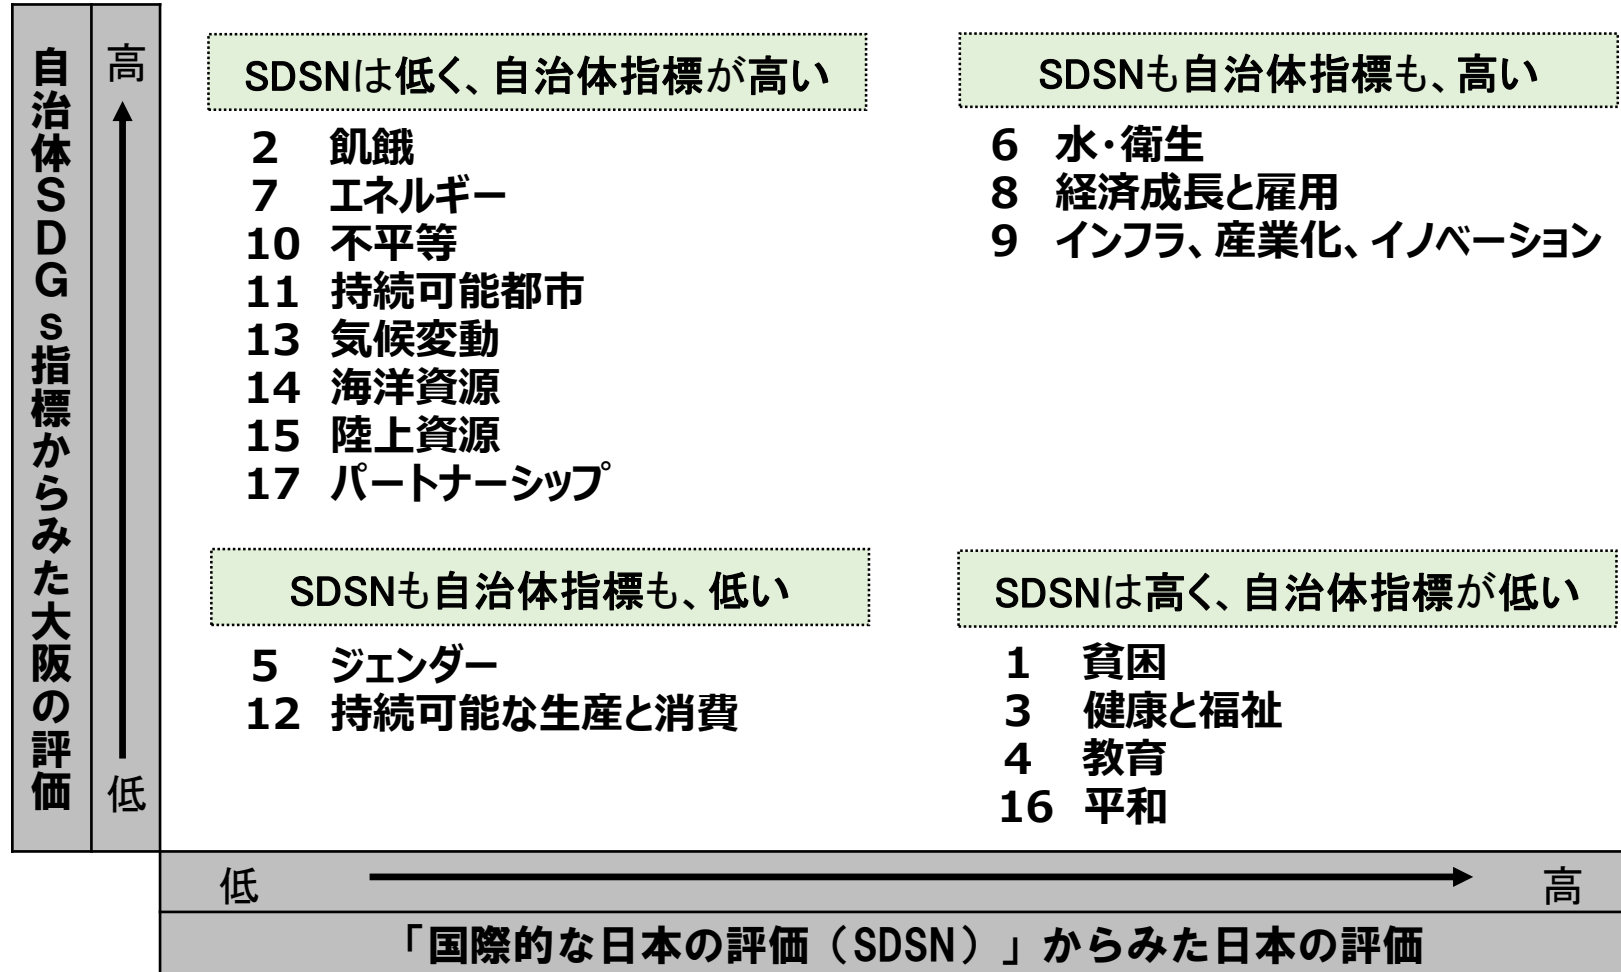 自治体SDGs指標からみた大阪の評価
高
低
SDSNは低く、自治体指標が高い
2 飢餓
7 エネルギー
10 不平等
11 持続可能都市
13 気候変動
14 海洋資源
15 陸上資源
17 パートナーシップ
SDSNも自治体指標も、高い
6 水・衛生
8 経済成長と雇用
9 インフラ、産業化、イノベーション
SDSNも自治体指標も、低い
5 ジェンダー
12 持続可能な生産と消費
SDSNは高く、自治体指標が低い
1 貧困
3 健康と福祉
4 教育
16 平和
低
高
「国際的な日本の評価（SDSN）」からみた日本の評価